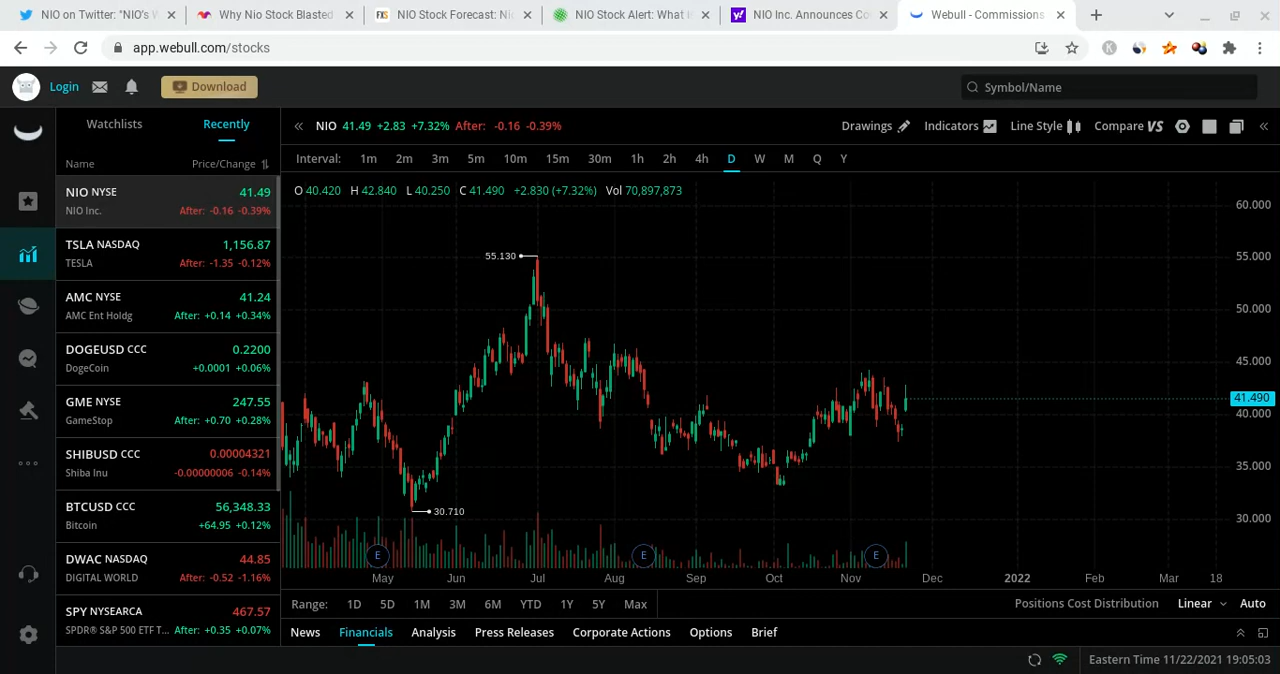 NIO on Twitter: "NIO's
Why Nio Stock Blasted
FXS
NIO Stock Forecast: Ni
NIO Stock Alert: What i
y!
NIO Inc. Announces Co
Webull - Commissions
app.webull.com/stocks
K
Login
Download
Symbol/Name
Watchlists
Recently
NIO 41.49 +2.83 +7.32% After: -0.16 -0.39%
Drawings
Indicators
Line Style
Compare VS
Name
Price/Change
Interval: 1m 2m 3m 5m 10m 15m 30m 1h 2h 4h D W M Q Y
NIO NYSE 41.49
NIO Inc. After: -0.16 -0.39%
TSLA NASDAQ 1,156.87
TESLA After: -1.35 -0.12%
AMC NYSE 41.24
AMC Ent Holdg After: +0.14 +0.34%
DOGEUSD CCC 0.2200
DogeCoin +0.0001 +0.06%
GME NYSE 247.55
GameStop After: +0.70 +0.28%
SHIBUSD CCC 0.00004321
Shiba Inu -0.00000006 -0.14%
BTCUSD CCC 56,348.33
Bitcoin +64.95 +0.12%
DWAC NASDAQ 44.85
DIGITAL WORLD After: -0.52 -1.16%
SPY NYSEARCA 467.57
SPDR® S&P 500 ETF T... After: +0.35 +0.07%
O 40.420 H 42.840 L 40.250 C 41.490 +2.830 (+7.32%) Vol 70,897,873
60.000
55.130
55.000
50.000
45.000
41.490
40.000
35.000
30.710
30.000
E
E
E
May Jun Jul Aug Sep Oct Nov Dec 2022 Feb Mar 18
Range: 1D 5D 1M 3M 6M YTD 1Y 5Y Max
Positions Cost Distribution
Linear
Auto
News Financials Analysis Press Releases Corporate Actions Options Brief
Eastern Time 11/22/2021 19:05:03